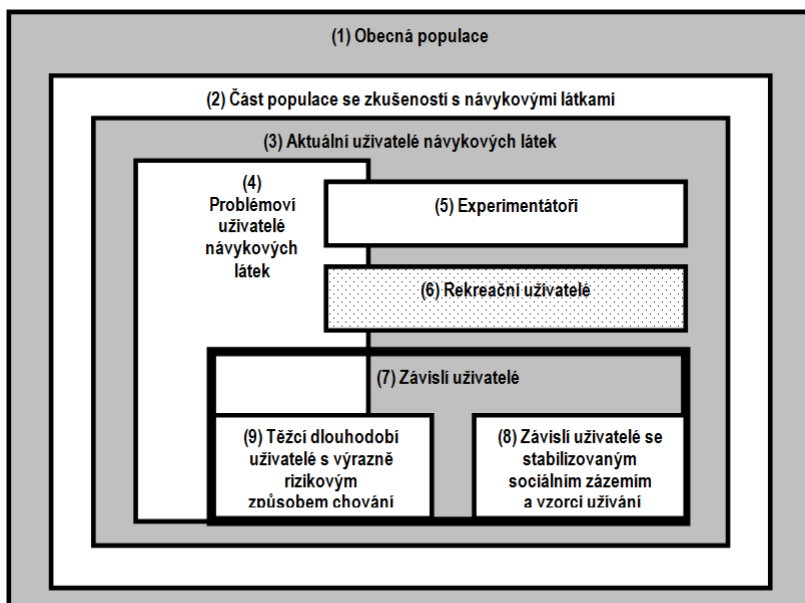 (1) Obecná populace
(2) Část populace se zkušeností s návykovými látkami
(3) Aktuální uživatelé návykových látek
(4)
Problémoví
uživatelé
návykových
látek
(5) Experimentátoři
(6) Rekreační uživatelé
(7) Závislí uživatelé
(9) Těžcí dlouhodobí
uživatelé s výrazně
rizikovým
způsobem chování
(8) Závislí uživatelé se
stabilizovaným
sociálním zázemím
a vzorci užívání